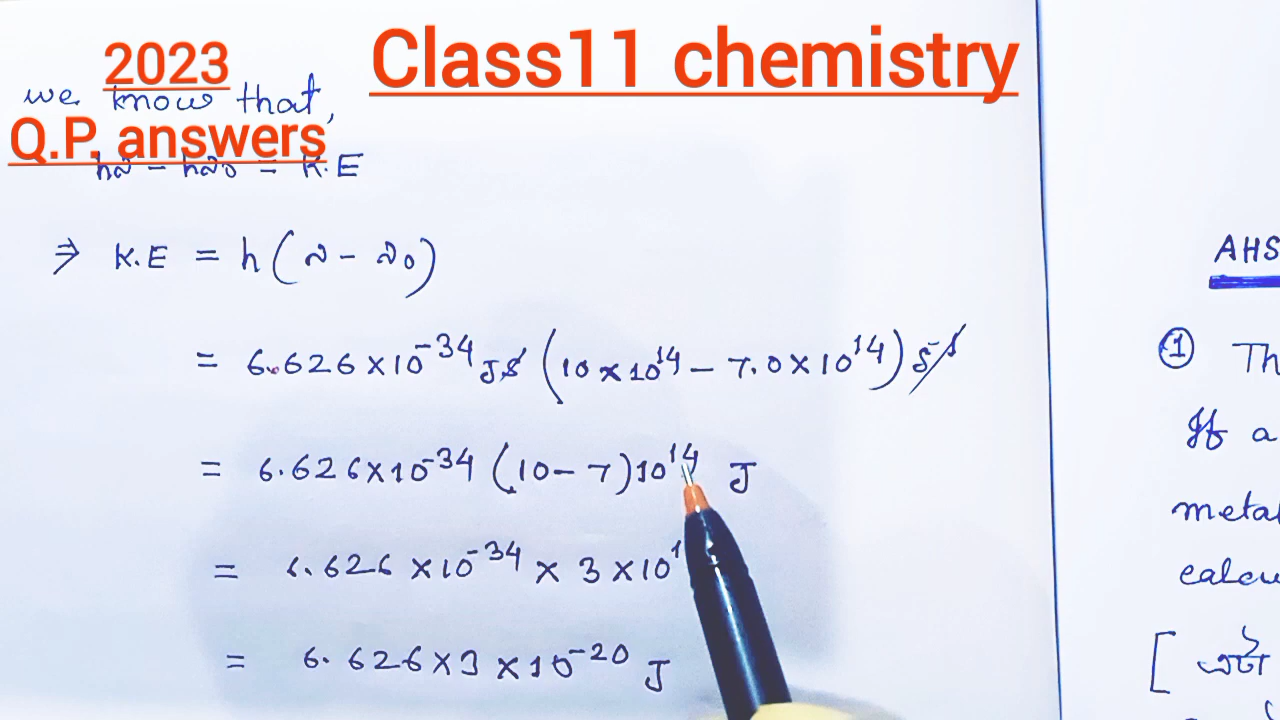 2023
Class11 chemistry
we know that,
Q.P. answers
hν - hν₀ = K.E
⇒ K.E = h(ν - ν₀)
= 6.626 × 10⁻³⁴ Js (10 × 10¹⁴ - 7.0 × 10¹⁴) s⁻¹
= 6.626 × 10⁻³⁴ (10 - 7) 10¹⁴ J
= 6.626 × 10⁻³⁴ × 3 × 10¹
= 6.626 × 3 × 10⁻²⁰ J
AHS
① Th
If a
metal
calcu
[ এটা